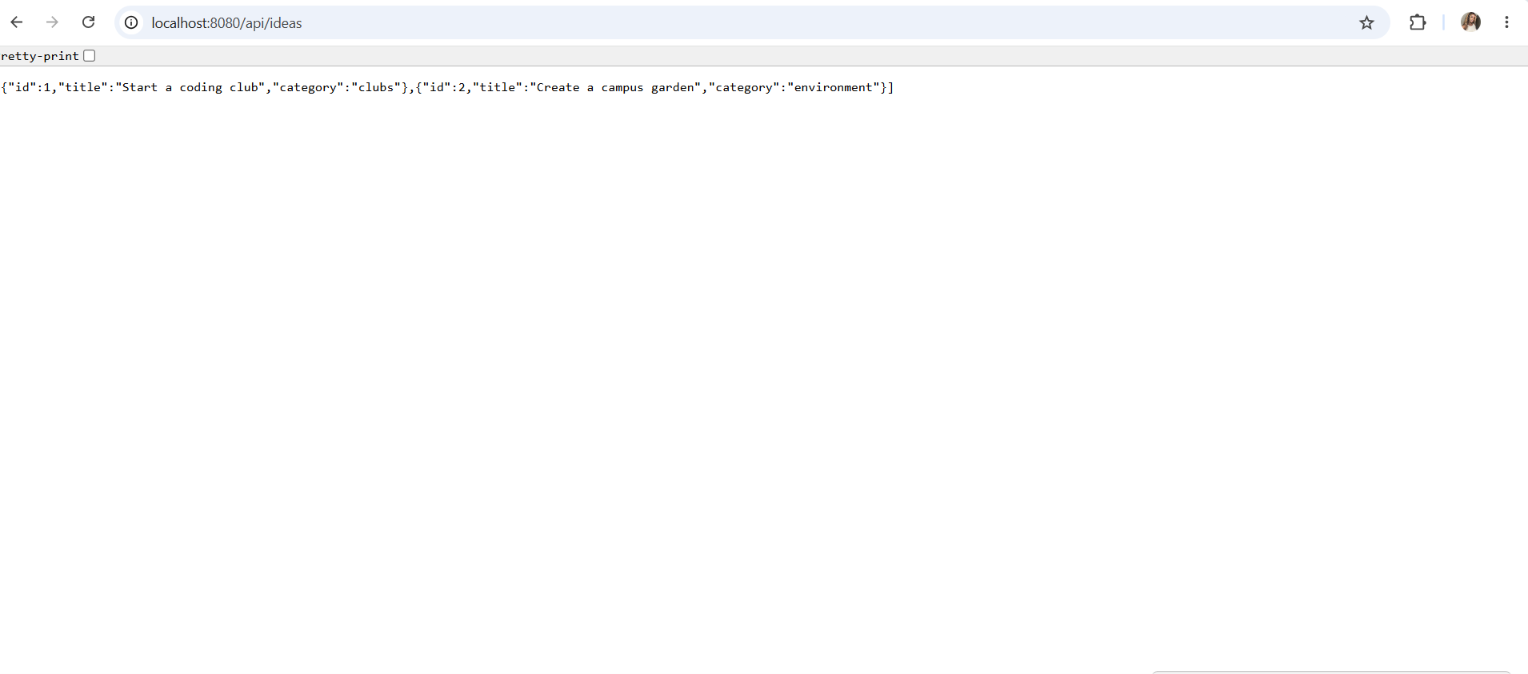 localhost:8080/api/ideas
retty-print
{"id":1,"title":"Start a coding club","category":"clubs"},{"id":2,"title":"Create a campus garden","category":"environment"}]